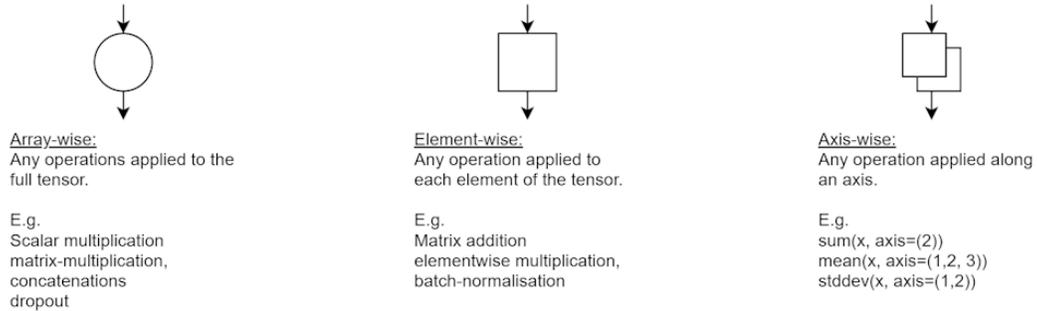 Array-wise:
Any operations applied to the
full tensor.
E.g.
Scalar multiplication
matrix-multiplication,
concatenations
dropout
Element-wise:
Any operation applied to
each element of the tensor.
E.g.
Matrix addition
elementwise multiplication,
batch-normalisation
Axis-wise:
Any operation applied along
an axis.
E.g.
sum(x, axis=(2))
mean(x, axis=(1,2, 3))
stddev(x, axis=(1,2))